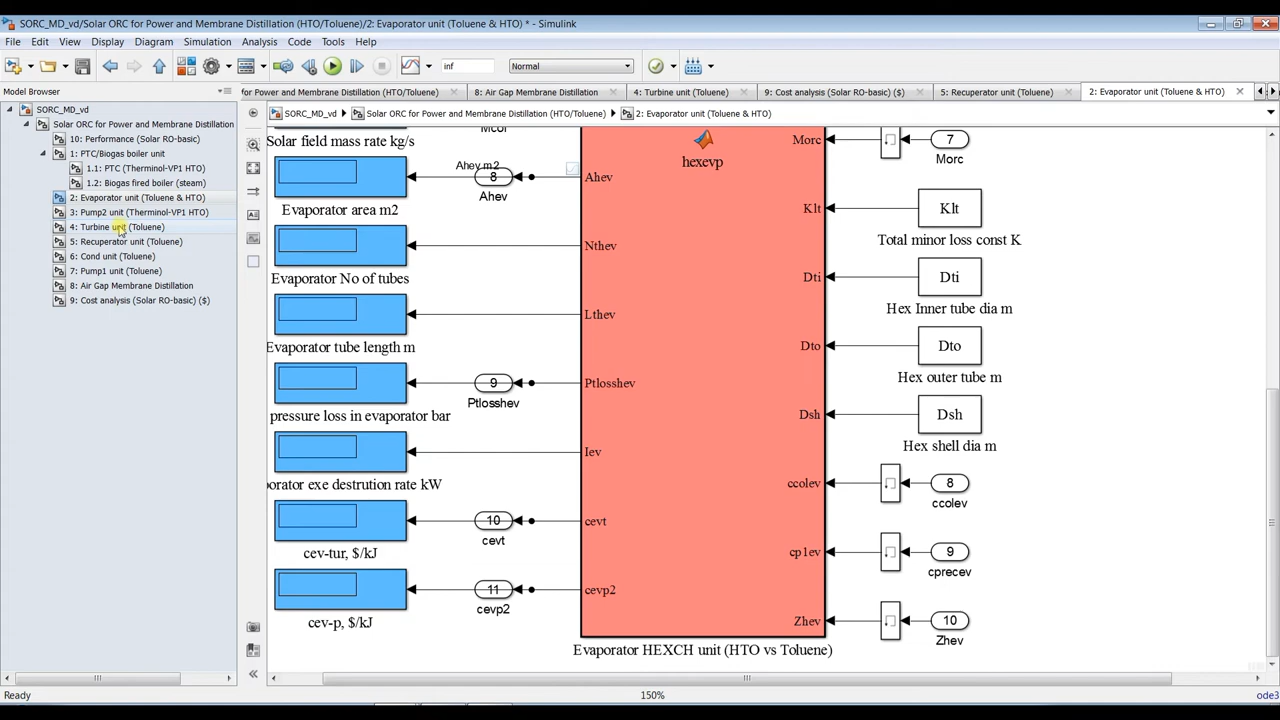 SORC_MD_vd/Solar ORC for Power and Membrane Distillation (HTO/Toluene)/2: Evaporator unit (Toluene & HTO) * - Simulink
File Edit View Display Diagram Simulation Analysis Code Tools Help
inf Normal
Model Browser
for Power and Membrane Distillation (HTO/Toluene) 8: Air Gap Membrane Distillation 4: Turbine unit (Toluene) 9: Cost analysis (Solar RO-basic) ($) 5: Recuperator unit (Toluene) 2: Evaporator unit (Toluene & HTO)
SORC_MD_vd Solar ORC for Power and Membrane Distillation (HTO/Toluene) 2: Evaporator unit (Toluene & HTO)
SORC_MD_vd
Solar ORC for Power and Membrane Distillation
10: Performance (Solar RO-basic)
1: PTC/Biogas boiler unit
1.1: PTC (Therminol-VP1 HTO)
1.2: Biogas fired boiler (steam)
2: Evaporator unit (Toluene & HTO)
3: Pump2 unit (Therminol-VP1 HTO)
4: Turbine unit (Toluene)
5: Recuperator unit (Toluene)
6: Cond unit (Toluene)
7: Pump1 unit (Toluene)
8: Air Gap Membrane Distillation
9: Cost analysis (Solar RO-basic) ($)
Mcol
Solar field mass rate kg/s
Ahev m2
8
Ahev
Evaporator area m2
Evaporator No of tubes
Evaporator tube length m
9
Ptlosshev
pressure loss in evaporator bar
porator exe destrution rate kW
10
cevt
cev-tur, $/kJ
11
cevp2
cev-p, $/kJ
hexevp
Ahev
Nthev
Lthev
Ptlosshev
Iev
cevt
cevp2
Morc
Klt
Dti
Dto
Dsh
ccolev
cp1ev
Zhev
Evaporator HEXCH unit (HTO vs Toluene)
7
Morc
Klt
Total minor loss const K
Dti
Hex Inner tube dia m
Dto
Hex outer tube m
Dsh
Hex shell dia m
8
ccolev
9
cprecev
10
Zhev
Ready 150% ode3